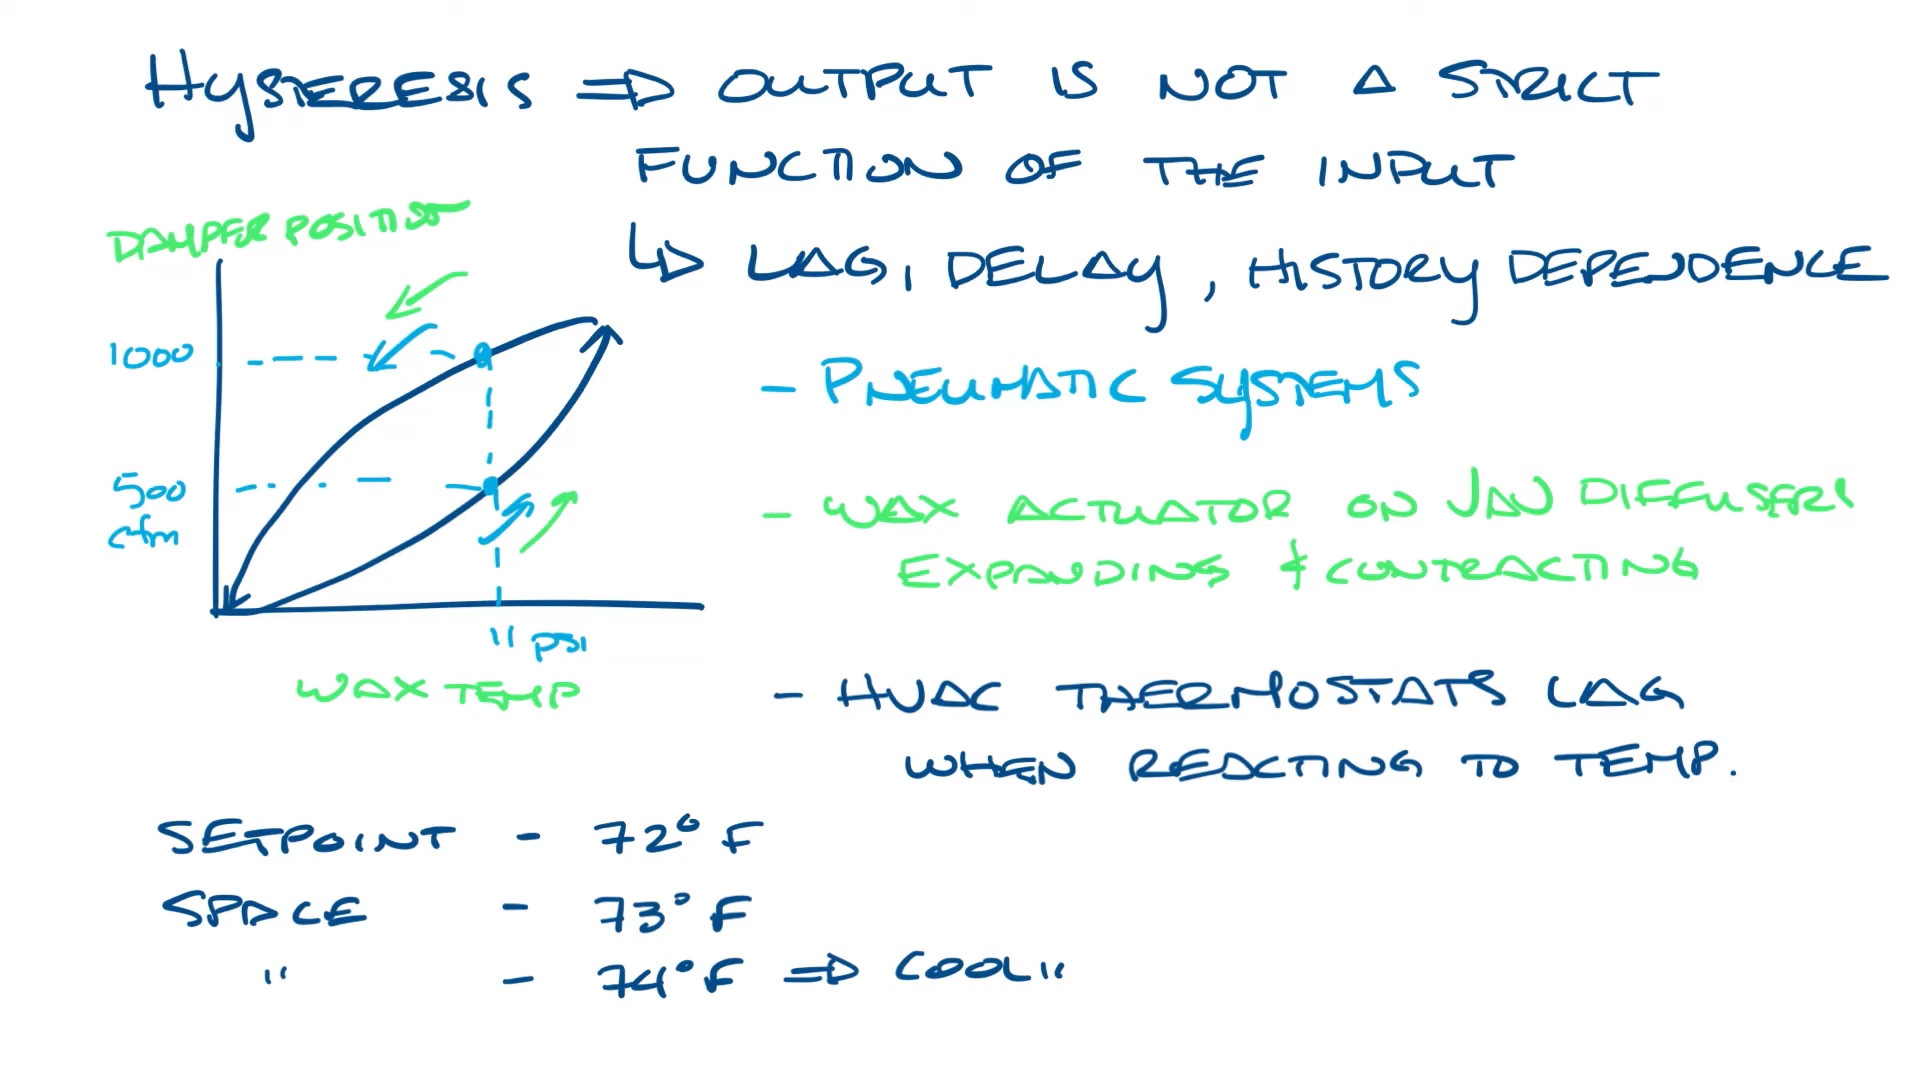 HYSTERESIS ⇒ OUTPUT IS NOT A STRICT
FUNCTION OF THE INPUT
↳ LAG, DELAY, HISTORY DEPENDENCE
DAMPER POSITION
1000
500
cfm
11 psi
WAX TEMP
- PNEUMATIC SYSTEMS
- WAX ACTUATOR ON VAV DIFFUSERS
EXPANDING & CONTRACTING
- HVAC THERMOSTATS LAG
WHEN REACTING TO TEMP.
SETPOINT - 72° F
SPACE - 73° F
" - 74° F ⇒ COOL